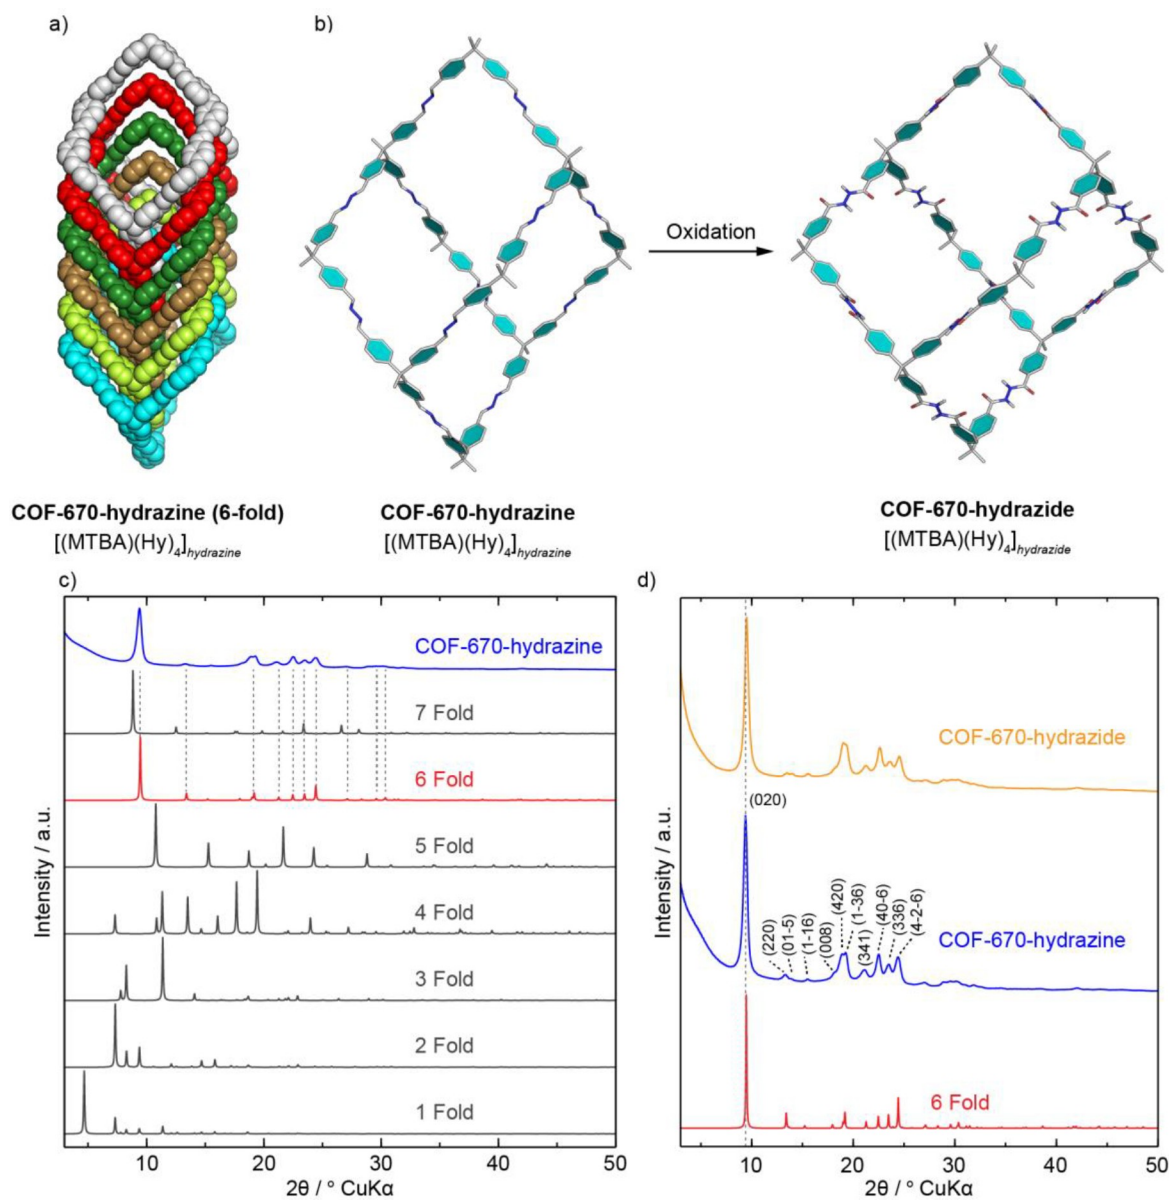 a)
b)
Oxidation
COF-670-hydrazine (6-fold)
[(MTBA)(Hy)₄]hydrazine
COF-670-hydrazine
[(MTBA)(Hy)₄]hydrazine
COF-670-hydrazide
[(MTBA)(Hy)₄]hydrazide
c)
COF-670-hydrazine
7 Fold
6 Fold
5 Fold
4 Fold
3 Fold
2 Fold
1 Fold
Intensity / a.u.
10
20
30
40
50
2θ / ° CuKα
d)
COF-670-hydrazide
(020)
COF-670-hydrazine
(220)
(01-5)
(1-16)
(008)
(420)
(1-36)
(341)
(40-6)
(336)
(4-2-6)
6 Fold
Intensity / a.u.
10
20
30
40
50
2θ / ° CuKα